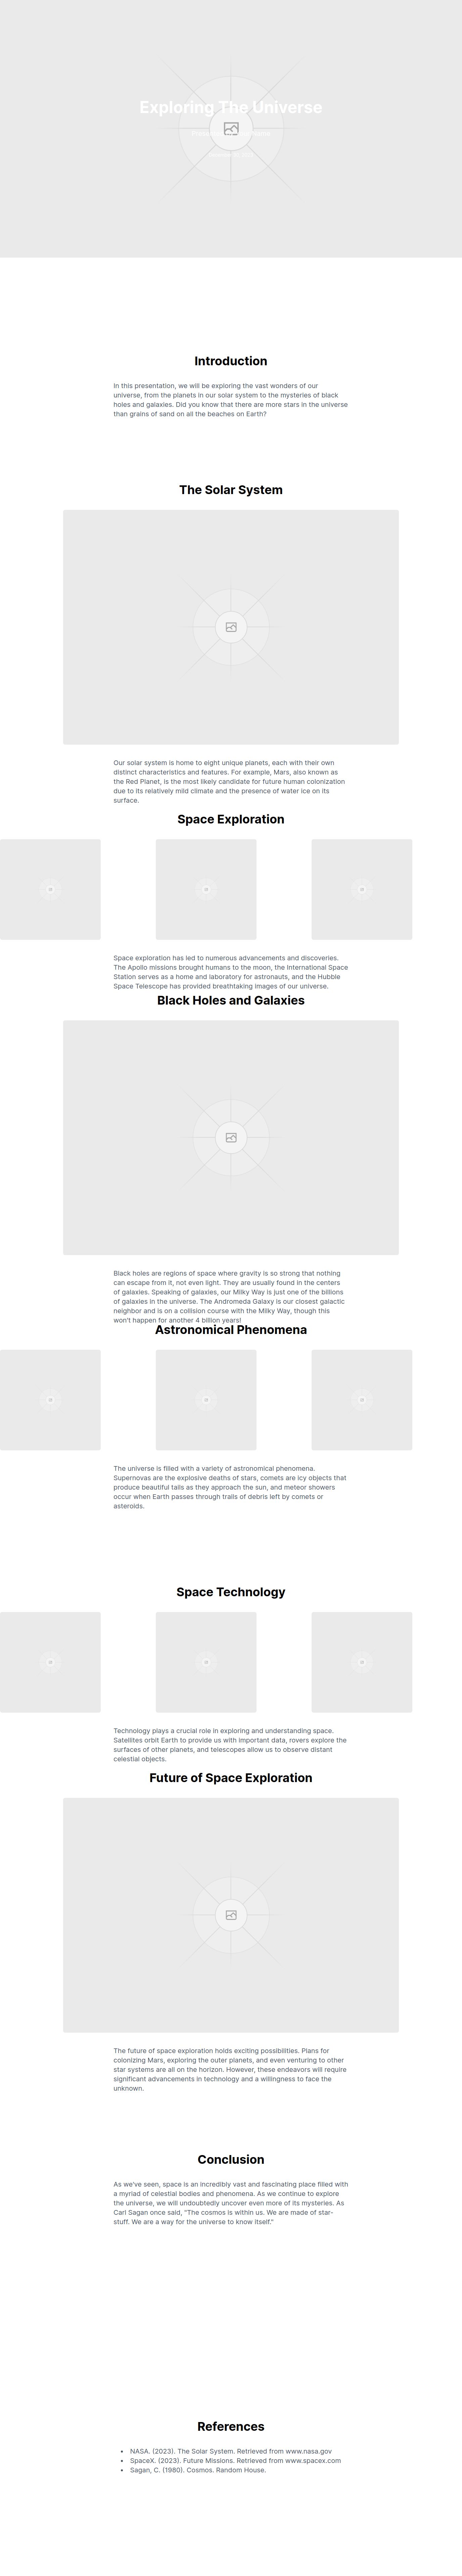 Exploring The Universe
Introduction
In this presentation, we will be exploring the vast wonders of our
universe, from the planets in our solar system to the mysteries of black
holes and galaxies. Did you know that there are more stars in the universe
than grains of sand on all the beaches on Earth?
The Solar System
Our solar system is home to eight unique planets, each with their own
distinct characteristics and features. For example, Mars, also known as
the Red Planet, is the most likely candidate for future human colonization
due to its relatively mild climate and the presence of water ice on its
surface.
Space Exploration
Space exploration has led to numerous advancements and discoveries.
The Apollo missions brought humans to the moon, the International Space
Station serves as a home and laboratory for astronauts, and the Hubble
Space Telescope has provided breathtaking images of our universe.
Black Holes and Galaxies
Black holes are regions of space where gravity is so strong that nothing
can escape from it, not even light. They are usually found in the centers
of galaxies. Speaking of galaxies, our Milky Way is just one of the billions
of galaxies in the universe. The Andromeda Galaxy is our closest galactic
neighbor and is on a collision course with the Milky Way, though this
won't happen for another 4 billion years!
Astronomical Phenomena
The universe is filled with a variety of astronomical phenomena.
Supernovas are the explosive deaths of stars, comets are icy objects that
produce beautiful tails as they approach the sun, and meteor showers
occur when Earth passes through trails of debris left by comets or
asteroids.
Space Technology
Technology plays a crucial role in exploring and understanding space.
Satellites orbit Earth to provide us with important data, rovers explore the
surfaces of other planets, and telescopes allow us to observe distant
celestial objects.
Future of Space Exploration
The future of space exploration holds exciting possibilities. Plans for
colonizing Mars, exploring the outer planets, and even venturing to other
star systems are all on the horizon. However, these endeavors will require
significant advancements in technology and a willingness to face the
unknown.
Conclusion
As we've seen, space is an incredibly vast and fascinating place filled with
a myriad of celestial bodies and phenomena. As we continue to explore
the universe, we will undoubtedly uncover even more of its mysteries. As
Carl Sagan once said, "The cosmos is within us. We are made of star-
stuff. We are a way for the universe to know itself."
References
• NASA. (2023). The Solar System. Retrieved from www.nasa.gov
• SpaceX. (2023). Future Missions. Retrieved from www.spacex.com
• Sagan, C. (1980). Cosmos. Random House.